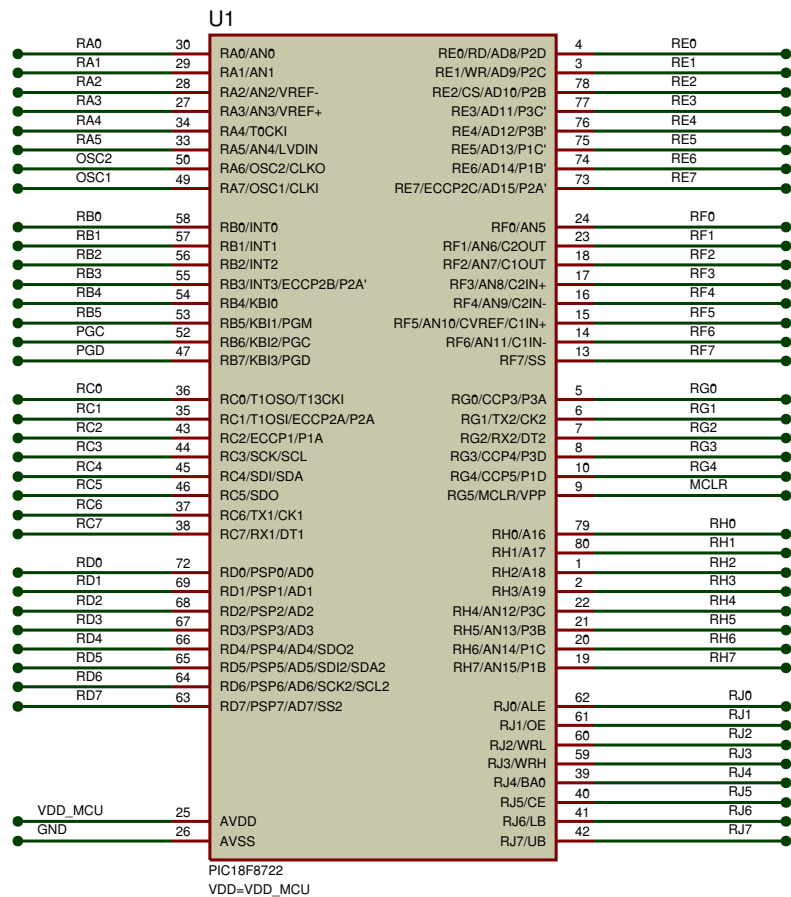 U1
RA0 30 RA0/AN0 RE0/RD/AD8/P2D 4 RE0
RA1 29 RA1/AN1 RE1/WR/AD9/P2C 3 RE1
RA2 28 RA2/AN2/VREF- RE2/CS/AD10/P2B 78 RE2
RA3 27 RA3/AN3/VREF+ RE3/AD11/P3C' 77 RE3
RA4 34 RA4/T0CKI RE4/AD12/P3B' 76 RE4
RA5 33 RA5/AN4/LVDIN RE5/AD13/P1C' 75 RE5
OSC2 50 RA6/OSC2/CLKO RE6/AD14/P1B' 74 RE6
OSC1 49 RA7/OSC1/CLKI RE7/ECCP2C/AD15/P2A' 73 RE7
RB0 58 RB0/INT0 RF0/AN5 24 RF0
RB1 57 RB1/INT1 RF1/AN6/C2OUT 23 RF1
RB2 56 RB2/INT2 RF2/AN7/C1OUT 18 RF2
RB3 55 RB3/INT3/ECCP2B/P2A' RF3/AN8/C2IN+ 17 RF3
RB4 54 RB4/KBI0 RF4/AN9/C2IN- 16 RF4
RB5 53 RB5/KBI1/PGM RF5/AN10/CVREF/C1IN+ 15 RF5
PGC 52 RB6/KBI2/PGC RF6/AN11/C1IN- 14 RF6
PGD 47 RB7/KBI3/PGD RF7/SS 13 RF7
RC0 36 RC0/T1OSO/T13CKI RG0/CCP3/P3A 5 RG0
RC1 35 RC1/T1OSI/ECCP2A/P2A RG1/TX2/CK2 6 RG1
RC2 43 RC2/ECCP1/P1A RG2/RX2/DT2 7 RG2
RC3 44 RC3/SCK/SCL RG3/CCP4/P3D 8 RG3
RC4 45 RC4/SDI/SDA RG4/CCP5/P1D 10 RG4
RC5 46 RC5/SDO RG5/MCLR/VPP 9 MCLR
RC6 37 RC6/TX1/CK1
RC7 38 RC7/RX1/DT1 RH0/A16 79 RH0
RH1/A17 80 RH1
RD0 72 RD0/PSP0/AD0 RH2/A18 1 RH2
RD1 69 RD1/PSP1/AD1 RH3/A19 2 RH3
RD2 68 RD2/PSP2/AD2 RH4/AN12/P3C 22 RH4
RD3 67 RD3/PSP3/AD3 RH5/AN13/P3B 21 RH5
RD4 66 RD4/PSP4/AD4/SDO2 RH6/AN14/P1C 20 RH6
RD5 65 RD5/PSP5/AD5/SDI2/SDA2 RH7/AN15/P1B 19 RH7
RD6 64 RD6/PSP6/AD6/SCK2/SCL2
RD7 63 RD7/PSP7/AD7/SS2 RJ0/ALE 62 RJ0
RJ1/OE 61 RJ1
RJ2/WRL 60 RJ2
RJ3/WRH 59 RJ3
RJ4/BA0 39 RJ4
RJ5/CE 40 RJ5
VDD_MCU 25 AVDD RJ6/LB 41 RJ6
GND 26 AVSS RJ7/UB 42 RJ7
PIC18F8722
VDD=VDD_MCU